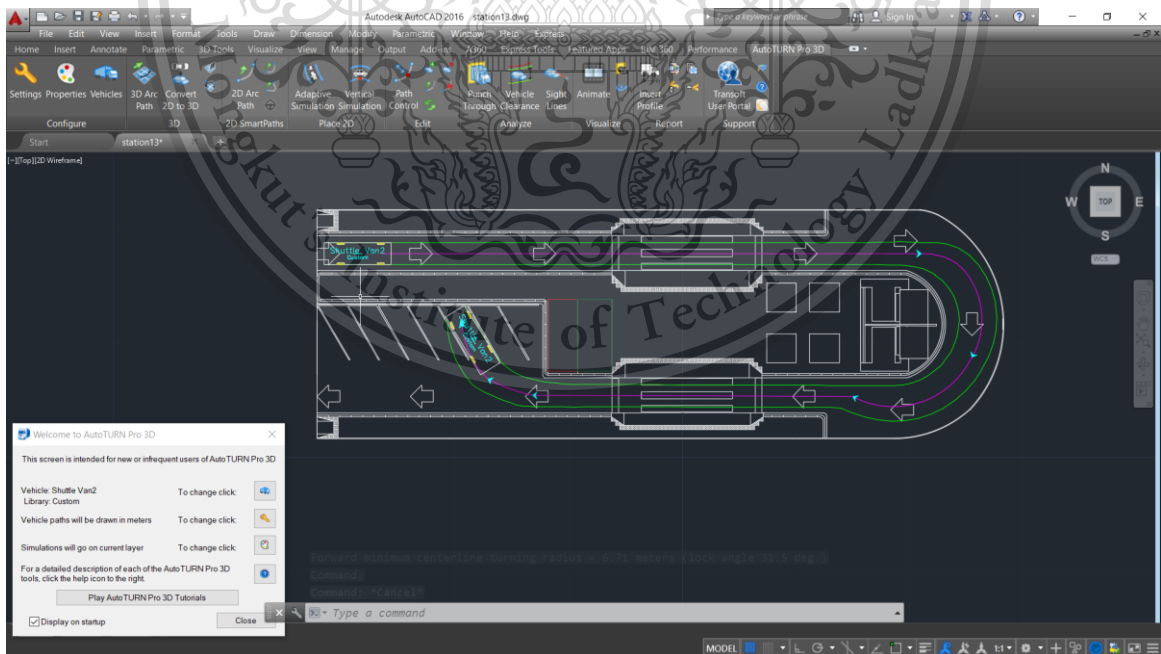 Autodesk AutoCAD 2016 station13.dwg
Type a keyword or phrase
Sign In
File Edit View Insert Format Tools Draw Dimension Modify Parametric Window Help Express
Home Insert Annotate Parametric 3D Tools Visualize View Manage Output Add-ins A360 Express Tools Featured Apps BIM 360 Performance AutoTURN Pro 3D
Settings Properties Vehicles 3D Arc Path Convert 2D to 3D 2D Arc Path Adaptive Simulation Vertical Simulation Path Control Punch Through Vehicle Clearance Sight Lines Animate Insert Profile Transoft User Portal
Configure 3D 2D SmartPaths Place 2D Edit Analyze Visualize Report Support
Start station13*
[-][Top][2D Wireframe]
N
W TOP E
S
WCS
Shuttle Van2
Custom
Shuttle Van2
Custom
Institute of Technology
Welcome to AutoTURN Pro 3D
This screen is intended for new or infrequent users of AutoTURN Pro 3D
Vehicle: Shuttle Van2
Library: Custom
To change click:
Vehicle paths will be drawn in meters To change click:
Simulations will go on current layer To change click:
For a detailed description of each of the AutoTURN Pro 3D
tools, click the help icon to the right.
Play AutoTURN Pro 3D Tutorials
Display on startup Close
Forward minimum centerline turning radius = 6.71 meters (lock angle 31.5 deg.)
Command:
Command: *Cancel*
Type a command
MODEL 1:1